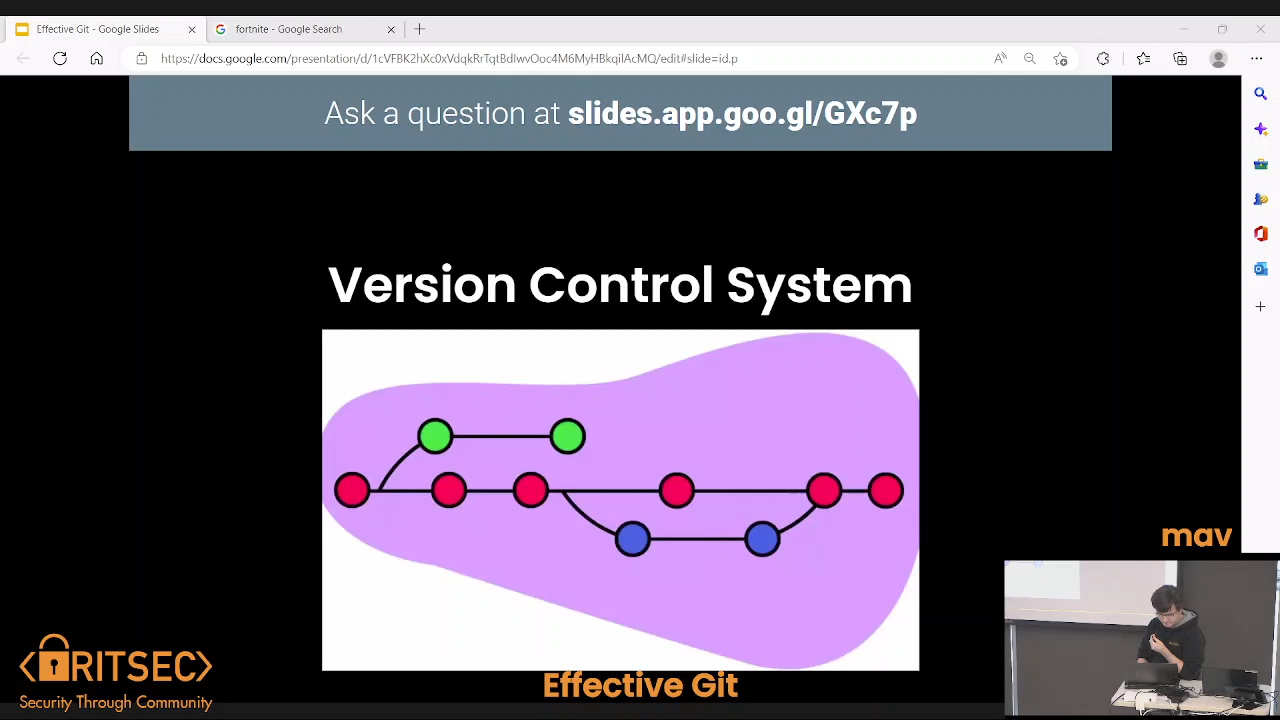 Effective Git - Google Slides
fortnite - Google Search
https://docs.google.com/presentation/d/1cVFBK2hXc0xVdqkRrTqtBdIwvOoc4M6MyHBkqilAcMQ/edit#slide=id.p
Ask a question at slides.app.goo.gl/GXc7p
Version Control System
mav
RITSEC
Security Through Community
Effective Git